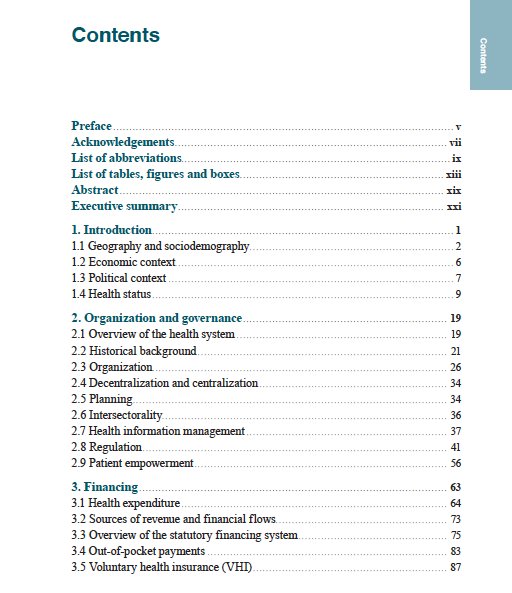 Contents
Contents
Preface v
Acknowledgements vii
List of abbreviations ix
List of tables, figures and boxes xiii
Abstract xix
Executive summary xxi
1. Introduction 1
1.1 Geography and sociodemography 2
1.2 Economic context 6
1.3 Political context 7
1.4 Health status 9
2. Organization and governance 19
2.1 Overview of the health system 19
2.2 Historical background 21
2.3 Organization 26
2.4 Decentralization and centralization 34
2.5 Planning 34
2.6 Intersectorality 36
2.7 Health information management 37
2.8 Regulation 41
2.9 Patient empowerment 56
3. Financing 63
3.1 Health expenditure 64
3.2 Sources of revenue and financial flows 73
3.3 Overview of the statutory financing system 75
3.4 Out-of-pocket payments 83
3.5 Voluntary health insurance (VHI) 87